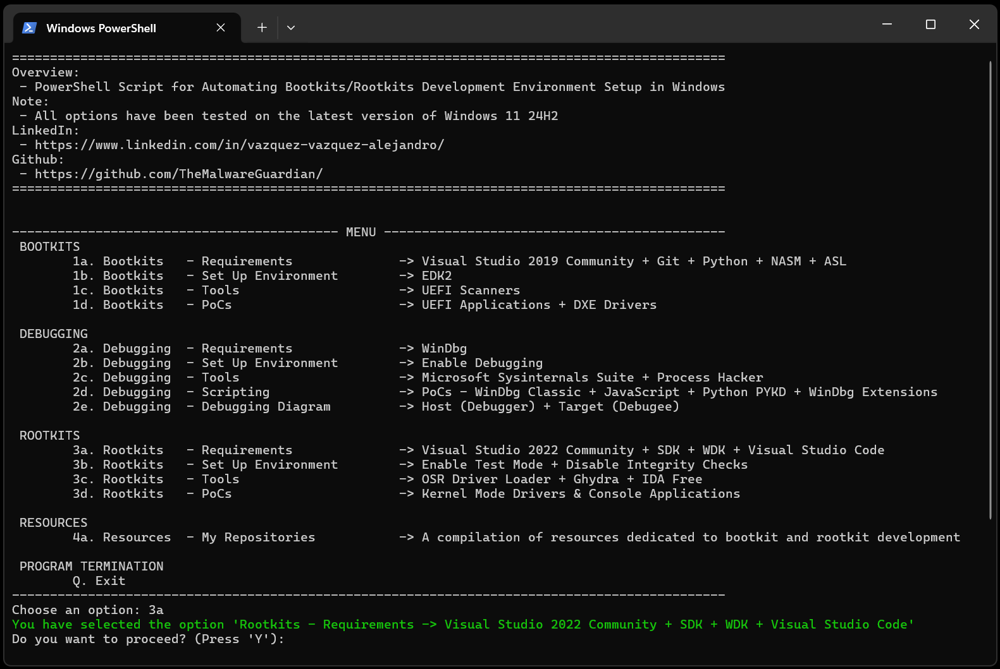 Windows PowerShell
==============================================================================================
Overview:
 - PowerShell Script for Automating Bootkits/Rootkits Development Environment Setup in Windows
Note:
 - All options have been tested on the latest version of Windows 11 24H2
LinkedIn:
 - https://www.linkedin.com/in/vazquez-vazquez-alejandro/
Github:
 - https://github.com/TheMalwareGuardian/
==============================================================================================
------------------------------------------- MENU ---------------------------------------------
 BOOTKITS
        1a. Bootkits   - Requirements              -> Visual Studio 2019 Community + Git + Python + NASM + ASL
        1b. Bootkits   - Set Up Environment        -> EDK2
        1c. Bootkits   - Tools                     -> UEFI Scanners
        1d. Bootkits   - PoCs                      -> UEFI Applications + DXE Drivers
 DEBUGGING
        2a. Debugging  - Requirements              -> WinDbg
        2b. Debugging  - Set Up Environment        -> Enable Debugging
        2c. Debugging  - Tools                     -> Microsoft Sysinternals Suite + Process Hacker
        2d. Debugging  - Scripting                 -> PoCs - WinDbg Classic + JavaScript + Python PYKD + WinDbg Extensions
        2e. Debugging  - Debugging Diagram         -> Host (Debugger) + Target (Debugee)
 ROOTKITS
        3a. Rootkits   - Requirements              -> Visual Studio 2022 Community + SDK + WDK + Visual Studio Code
        3b. Rootkits   - Set Up Environment        -> Enable Test Mode + Disable Integrity Checks
        3c. Rootkits   - Tools                     -> OSR Driver Loader + Ghydra + IDA Free
        3d. Rootkits   - PoCs                      -> Kernel Mode Drivers & Console Applications
 RESOURCES
        4a. Resources  - My Repositories           -> A compilation of resources dedicated to bootkit and rootkit development
 PROGRAM TERMINATION
        Q. Exit
----------------------------------------------------------------------------------------------
Choose an option: 3a
You have selected the option 'Rootkits - Requirements -> Visual Studio 2022 Community + SDK + WDK + Visual Studio Code'
Do you want to proceed? (Press 'Y'):